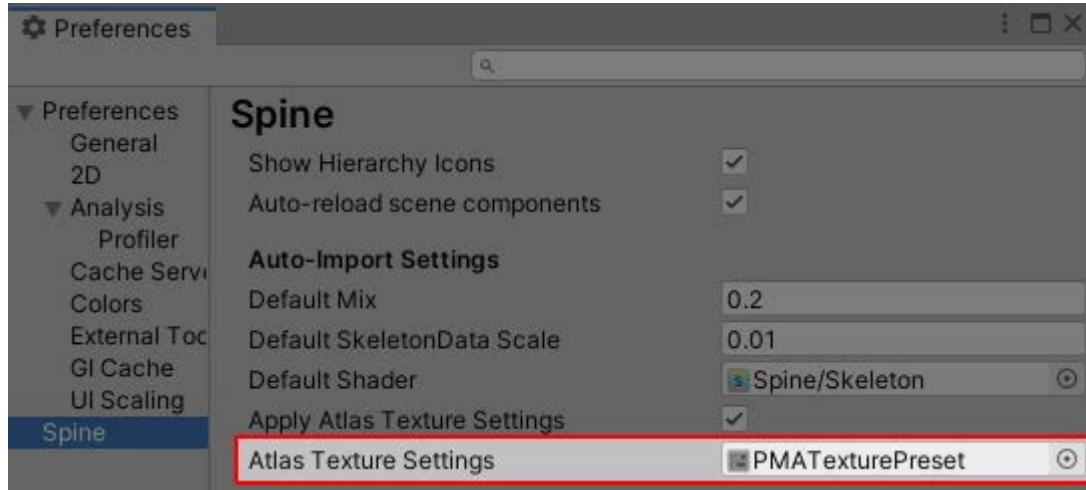 Preferences
Preferences
General
2D
Analysis
Profiler
Cache Serv
Colors
External Too
GI Cache
UI Scaling
Spine
Spine
Show Hierarchy Icons
Auto-reload scene components
Auto-Import Settings
Default Mix 0.2
Default SkeletonData Scale 0.01
Default Shader Spine/Skeleton
Apply Atlas Texture Settings
Atlas Texture Settings PMATexturePreset